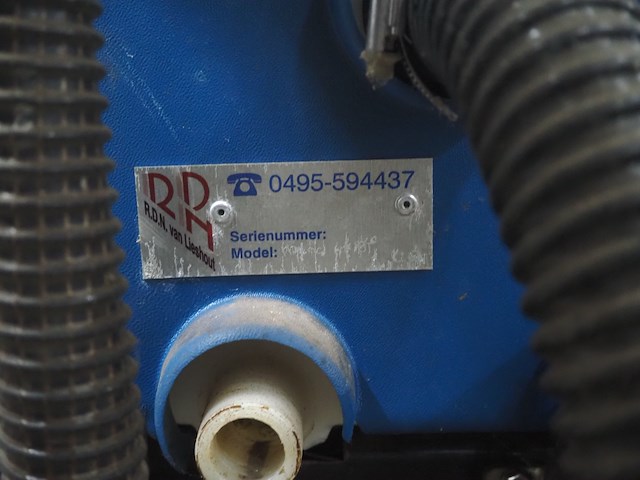 RDN
R.D.N. van Lieshout
☎ 0495-594437
Serienummer:
Model: